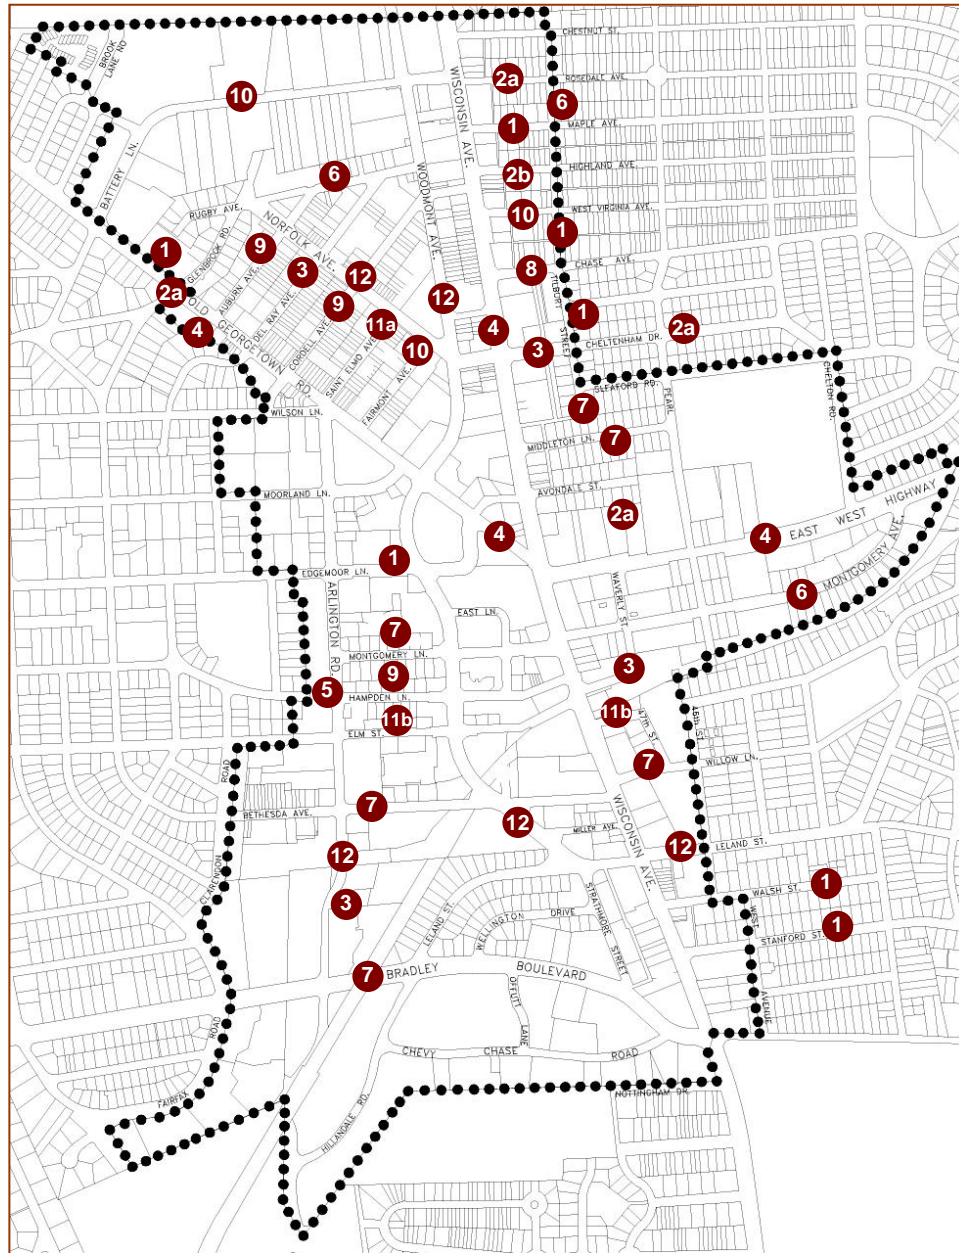 CHESTNUT ST.
BROOK
LANE NO
WISCONSIN AVE.
2a
ROSEDALE AVE.
10
6
1
MAPLE AVE.
BATTERY LN.
6
WOODMONT AVE.
2b
HIGHLAND AVE.
RUGBY AVE.
NORFOLK AVE.
10
WEST VIRGINIA AVE.
1
GLENBROOK RD.
9
1
CHASE AVE.
3
12
8
2a
AUBURN AVE.
DEL RAY AVE.
9
12
TILBURY
STREET
OLD GEORGETOWN RD.
4
CORDELL AVE.
11a
4
1
2a
CHELTENHAM DR.
SAINT ELMO AVE.
10
3
FAIRMONT AVE.
CHELTON RD.
SLEAFORD RD.
WILSON LN.
7
PEARL
MIDDLETON LN.
7
MOORLAND LN.
AVONDALE ST.
2a
EAST WEST HIGHWAY
4
4
1
EDGEMOOR LN.
MONTGOMERY AVE.
ARLINGTON RD.
WAVERLY ST.
6
EAST LN.
7
MONTGOMERY LN.
3
9
5
HAMPDEN LN.
11b
11b
47th ST.
45th ST.
ELM ST.
7
WILLOW LN.
ROAD
7
BETHESDA AVE.
12
MILLER AVE.
WISCONSIN AVE.
12
LELAND ST.
12
CLARENDON
3
1
WALSH ST.
LELAND ST.
WELLINGTON DRIVE
STRATHMORE STREET
WEST
1
STANFORD ST.
7
BRADLEY BOULEVARD
OFFUTT
LANE
AVENUE
ROAD
CHEVY CHASE ROAD
FAIRFAX
HILLANDALE RD.
NOTTINGHAM DR.